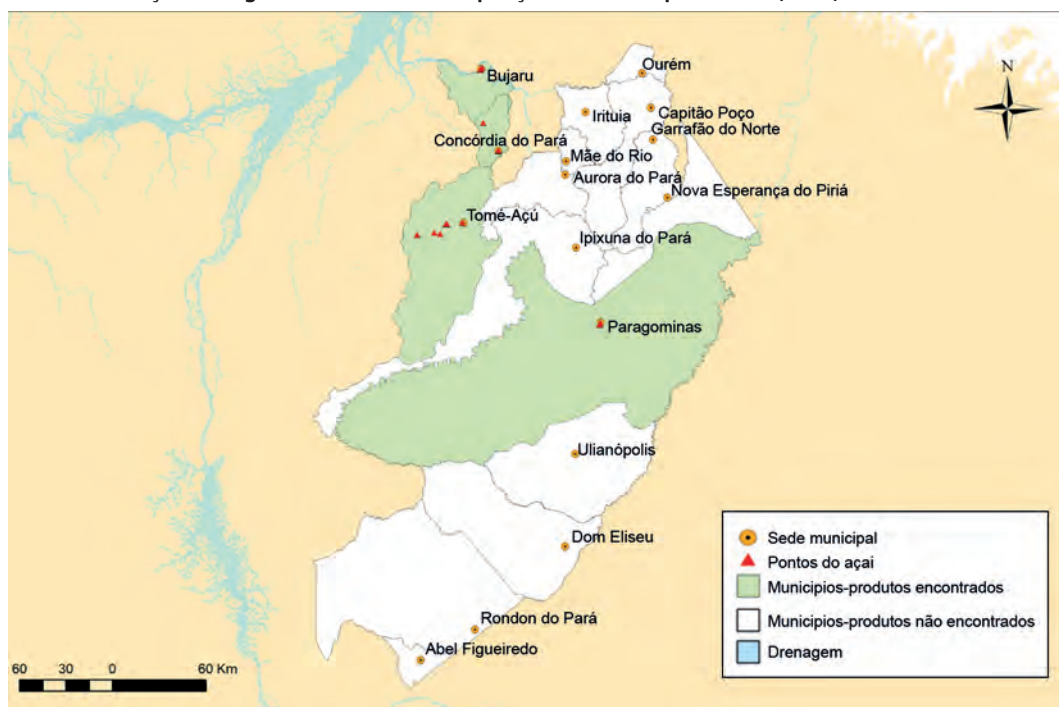 Bujaru
Ourém
N
Irituia
Capitão Poço
Garrafão do Norte
Concórdia do Pará
Mãe do Rio
Aurora do Pará
Nova Esperança do Piriá
Tomé-Açú
Ipixuna do Pará
Paragominas
Ulianópolis
Dom Eliseu
Rondon do Pará
Abel Figueiredo
60 30 0 60 Km
Sede municipal
Pontos do açai
Municipios-produtos encontrados
Municipios-produtos não encontrados
Drenagem